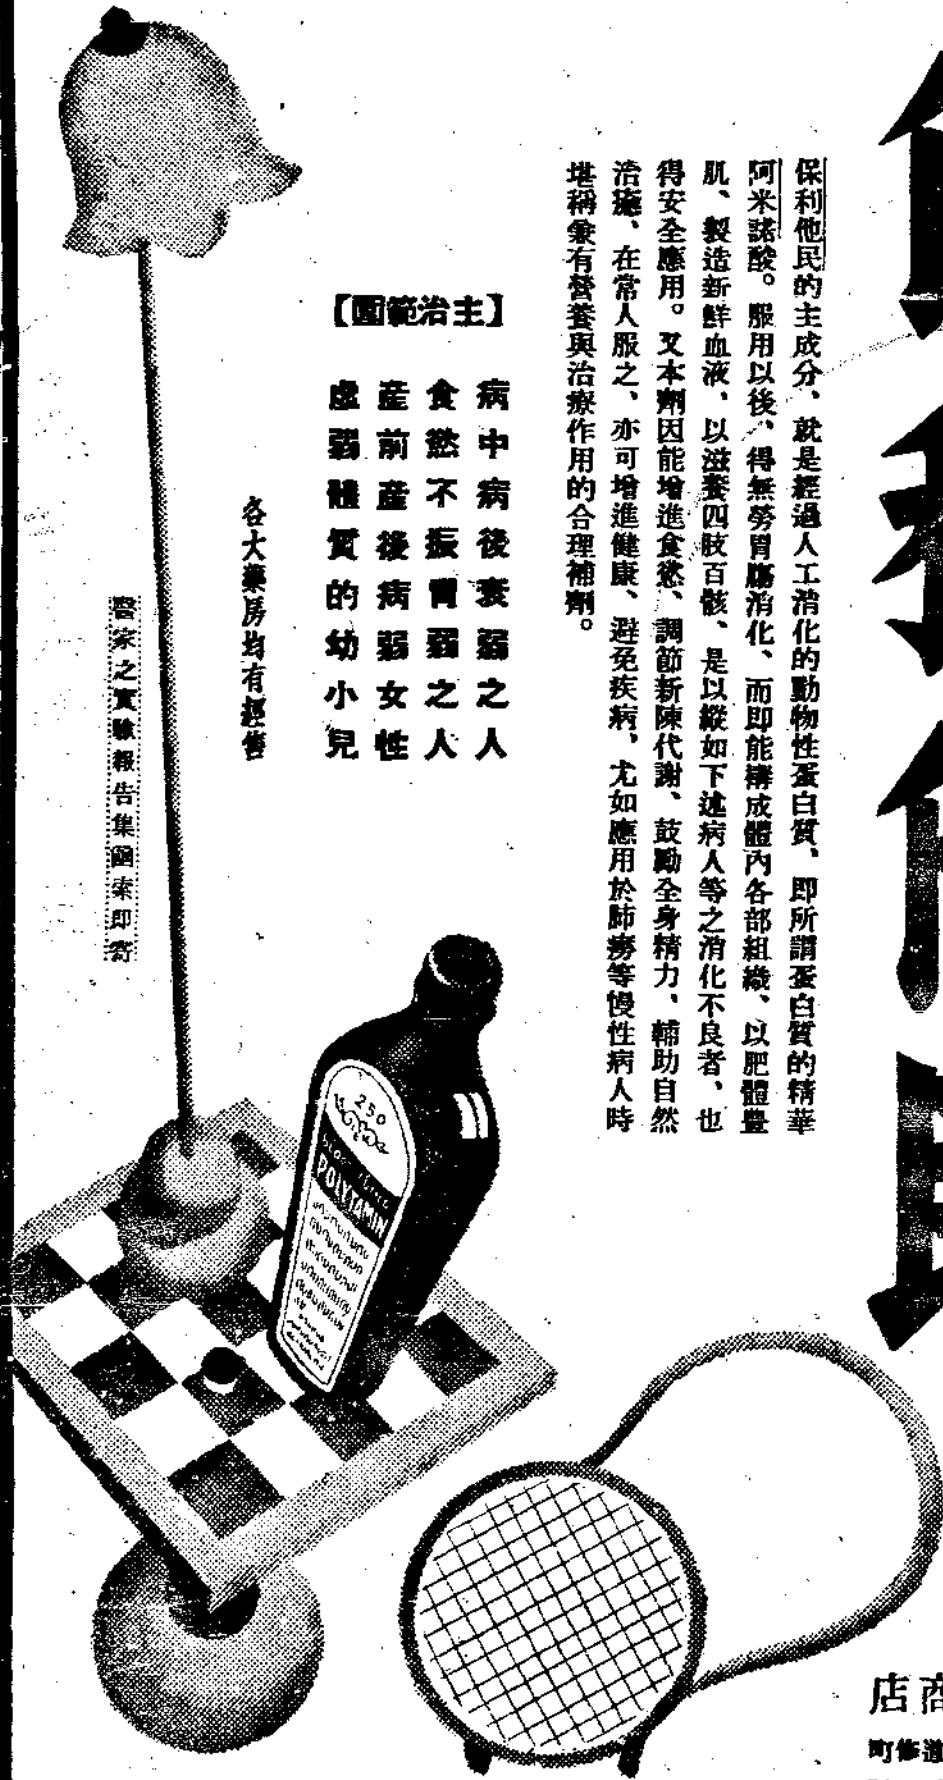 保利他民的主成分、就是經過人工消化的動物性蛋白質、即所謂蛋白質的精華
阿米諾酸。服用以後、得無勞胃腸消化、而即能構成體內各部組織、以肥體豐
肌、製造新鮮血液、以滋養四肢百骸、是以縱如下述病人等之消化不良者、也
得安全應用。又本劑因能增進食慾、調節新陳代謝、鼓勵全身精力、輔助自然
治癒、在常人服之、亦可增進健康、避免疾病、尤如應用於肺癆等慢性病人時
堪稱兼有營養與治療作用的合理補劑。
【圍範治主】
病中病後衰弱之人
食慾不振胃弱之人
產前產後病弱女性
虛弱體質的幼小兒
各大藥房均有經售
醫家之實驗報告集函索即寄
250
POLYTAMIN
店商
町修道